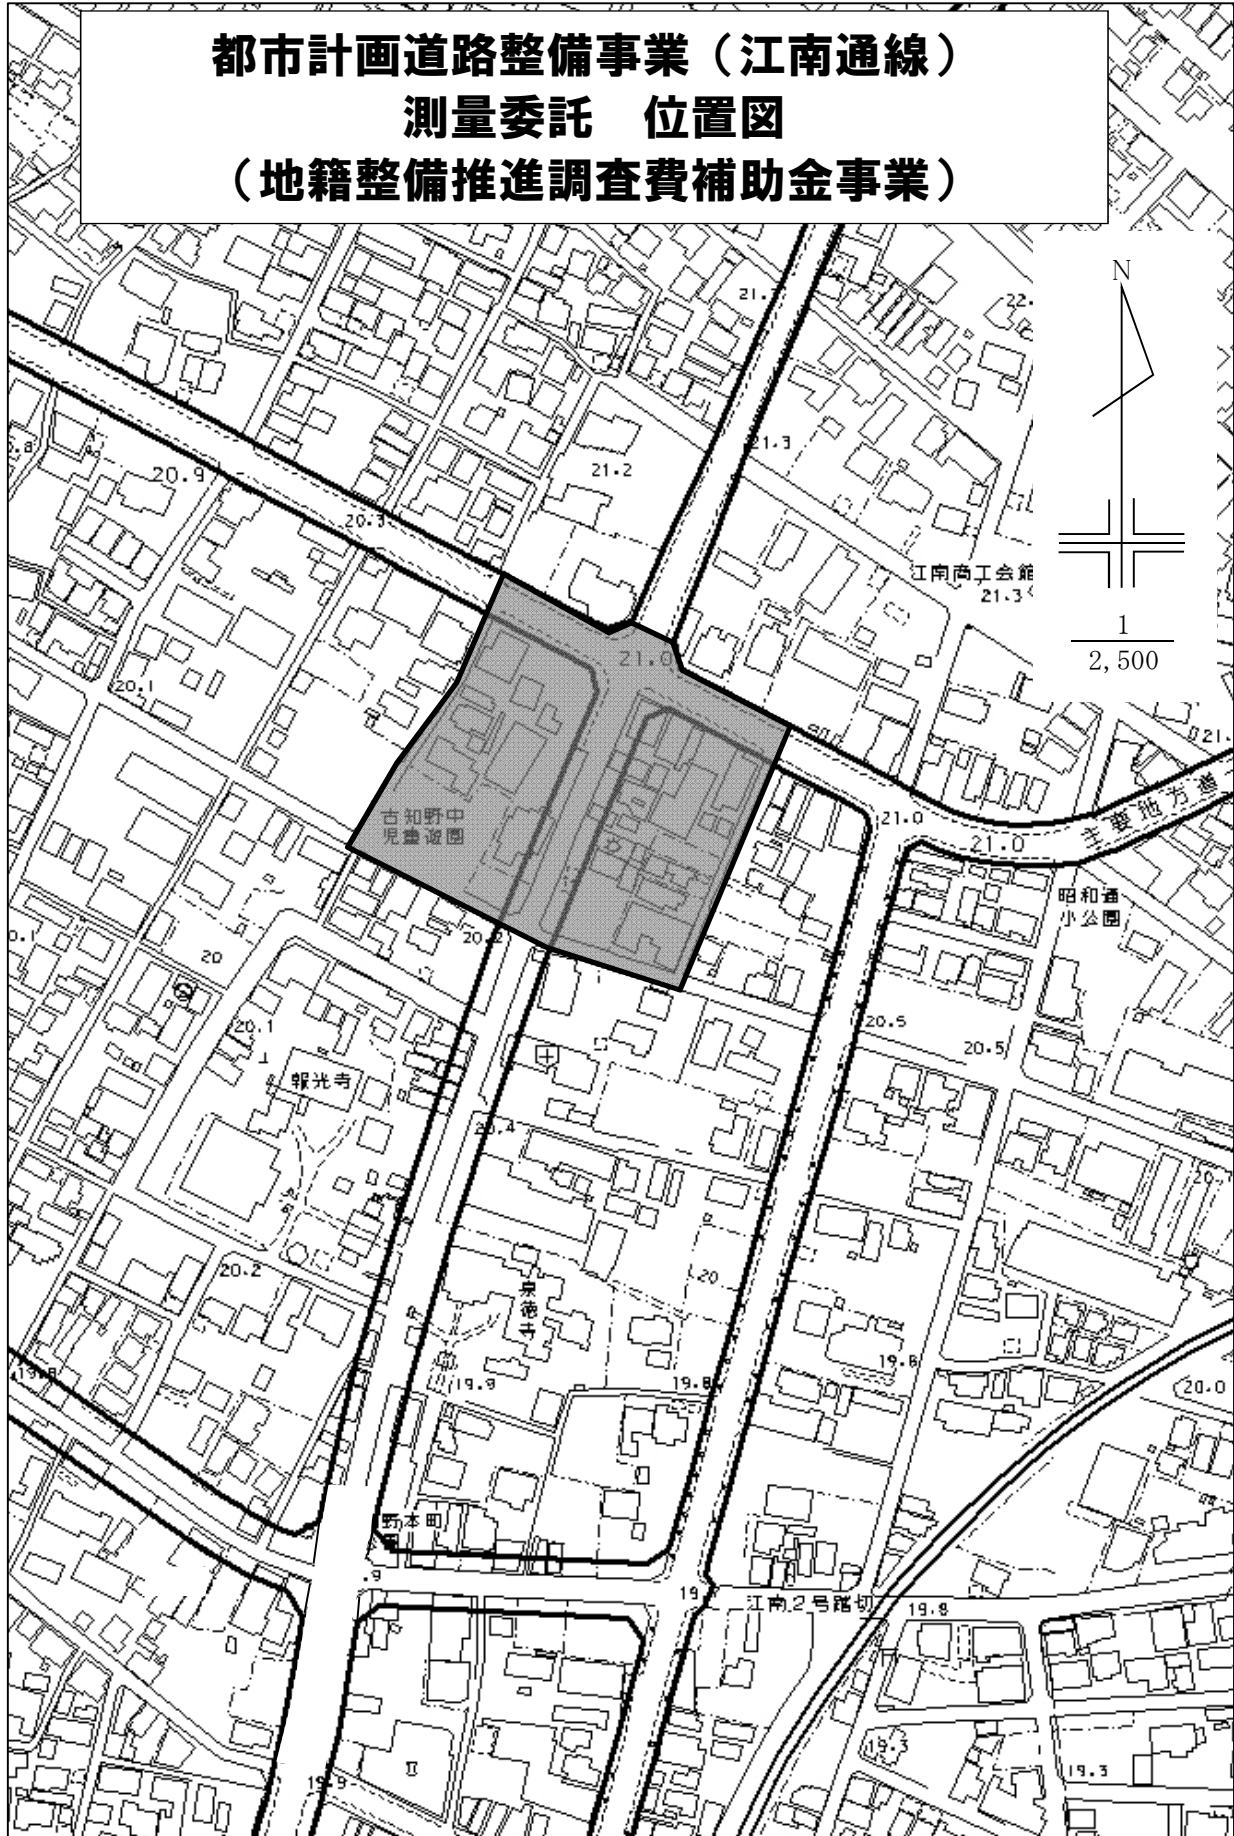 都市計画道路整備事業（江南通線）
測量委託　位置図
（地籍整備推進調査費補助金事業）
N
1
2,500
21.3
21.2
20.9
20.3
江南商工会館
21.3
21.0
20.1
古知野中
児童遊園
21.0
21.0
主要地方道
昭和通
小公園
20.2
20
20.1
20.5
20.5
報光寺
20.4
20.2
20
泉徳寺
19.8
19.9
19.8
20.0
19.8
野本町
.9
19
江南2号踏切
19.8
19.3
19.3
19.9